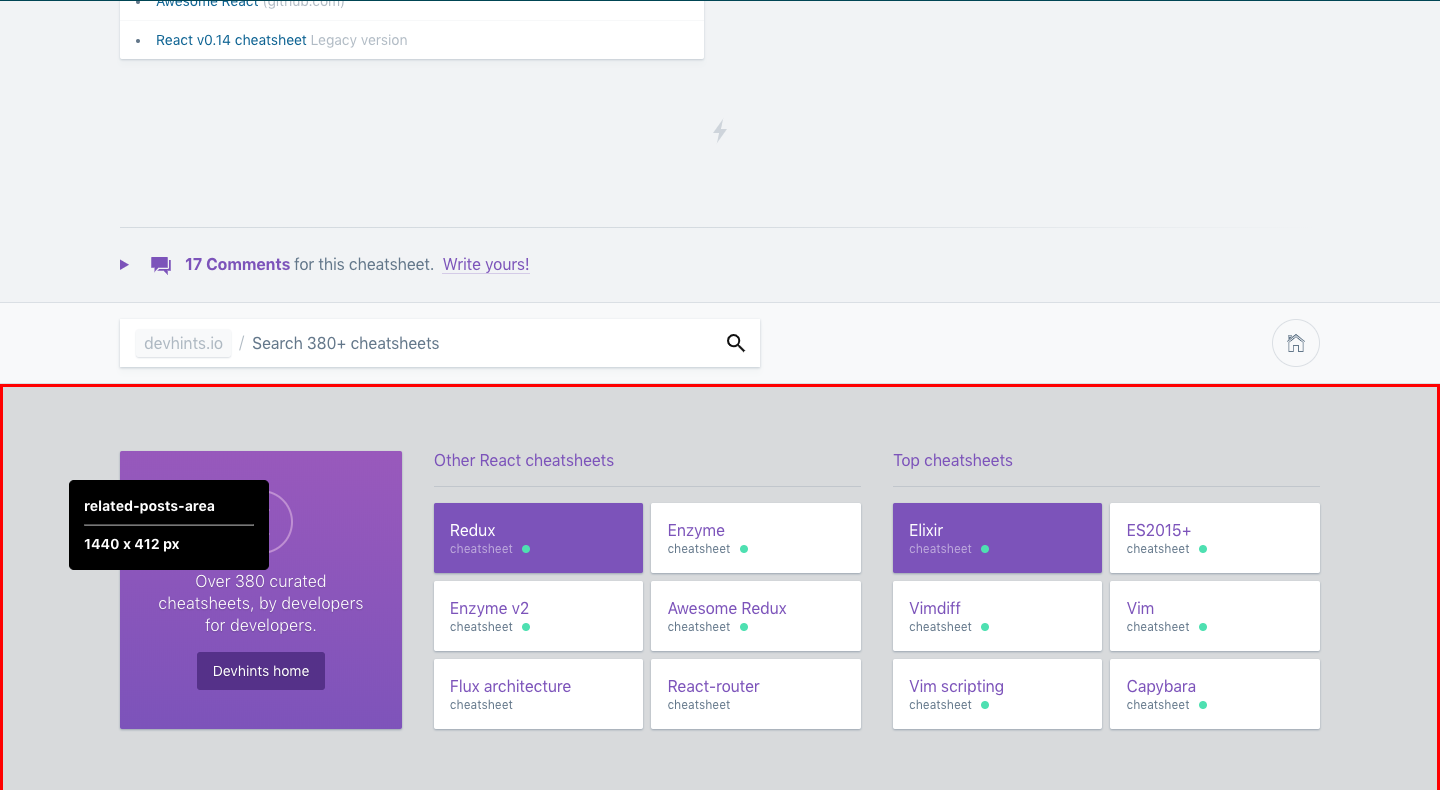 Awesome React (github.com)
React v0.14 cheatsheet Legacy version
17 Comments for this cheatsheet. Write yours!
devhints.io / Search 380+ cheatsheets
related-posts-area
1440 x 412 px
Over 380 curated
cheatsheets, by developers
for developers.
Devhints home
Other React cheatsheets
Redux
cheatsheet
Enzyme
cheatsheet
Enzyme v2
cheatsheet
Awesome Redux
cheatsheet
Flux architecture
cheatsheet
React-router
cheatsheet
Top cheatsheets
Elixir
cheatsheet
ES2015+
cheatsheet
Vimdiff
cheatsheet
Vim
cheatsheet
Vim scripting
cheatsheet
Capybara
cheatsheet